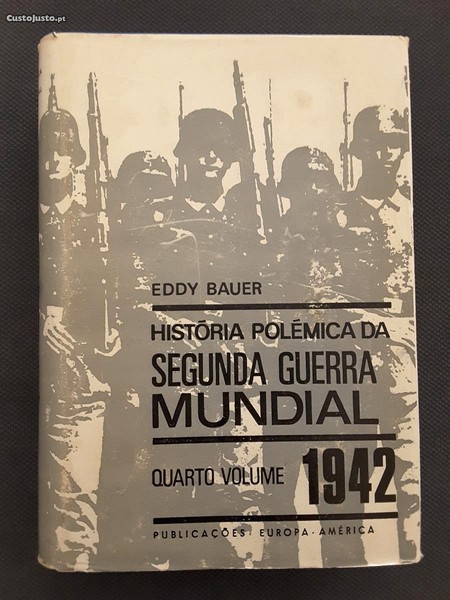 CustoJusto.pt
EDDY BAUER
HISTÓRIA POLÉMICA DA
SEGUNDA GUERRA
MUNDIAL
QUARTO VOLUME 1942
PUBLICAÇÕES EUROPA-AMÉRICA